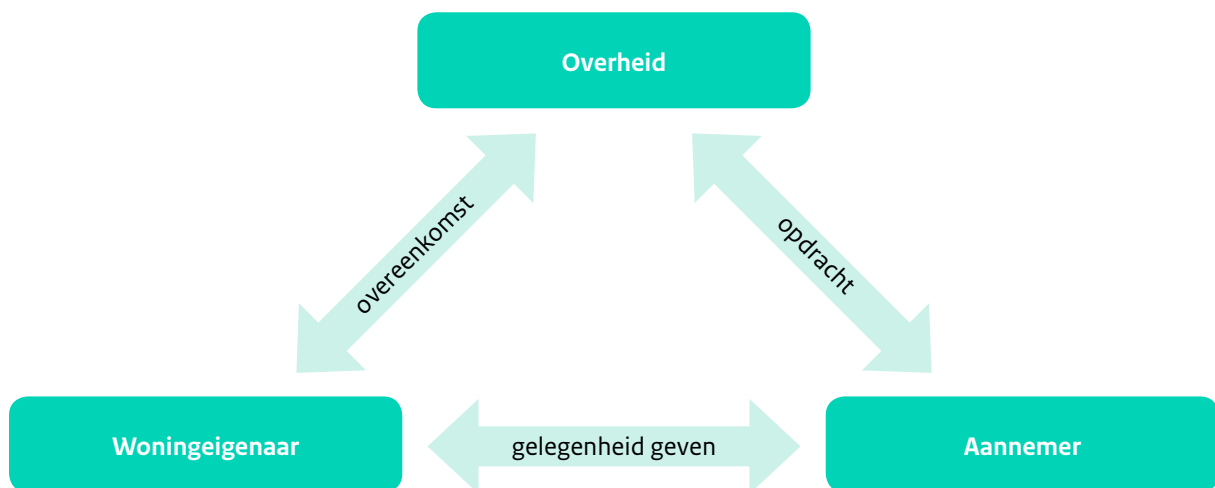 Overheid
overeenkomst
opdracht
Woningeigenaar
gelegenheid geven
Aannemer